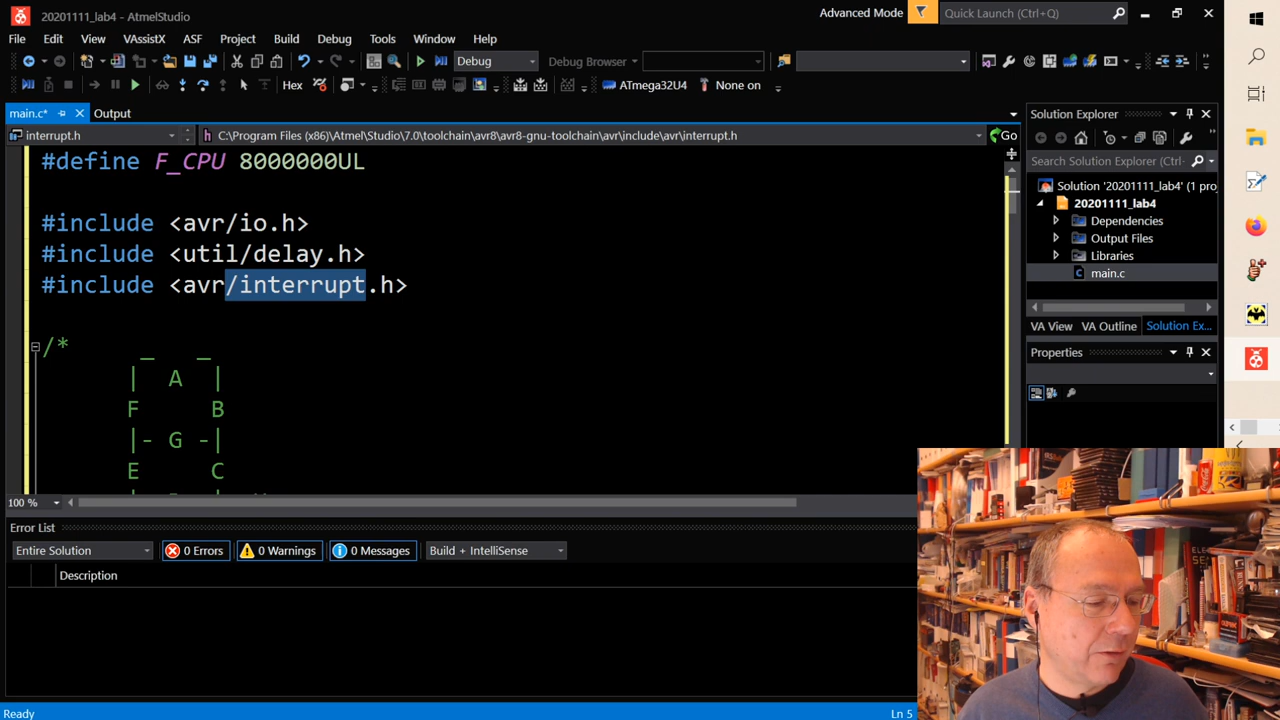 20201111_lab4 - AtmelStudio
Advanced Mode
Quick Launch (Ctrl+Q)
File Edit View VAssistX ASF Project Build Debug Tools Window Help
Debug
Debug Browser
Hex
ATmega32U4
None on
main.c*
Output
interrupt.h
C:\Program Files (x86)\Atmel\Studio\7.0\toolchain\avr8\avr8-gnu-toolchain\avr\include\avr\interrupt.h
Go
#define F_CPU 8000000UL
#include <avr/io.h>
#include <util/delay.h>
#include <avr/interrupt.h>
/*
_ _
| A |
F B
|- G -|
E C
100 %
Solution Explorer
Search Solution Explorer (Ctrl-
Solution '20201111_lab4' (1 proj
20201111_lab4
Dependencies
Output Files
Libraries
main.c
VA View VA Outline Solution Ex...
Properties
Error List
Entire Solution
0 Errors
0 Warnings
0 Messages
Build + IntelliSense
Description
Ready
Ln 5